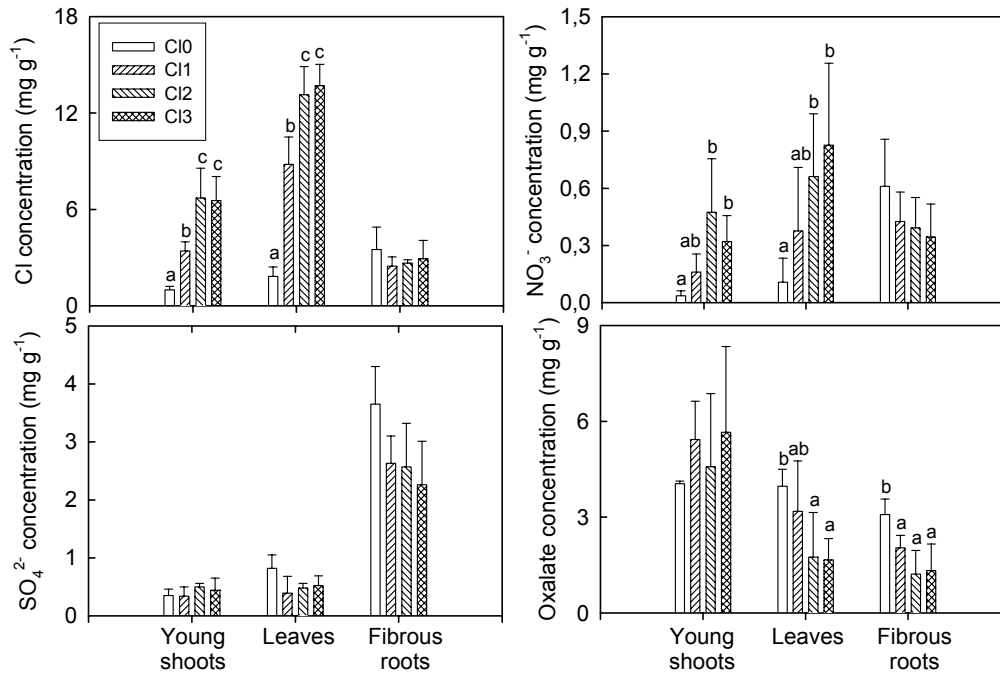 18
12
6
0
Cl concentration (mg g⁻¹)
Cl0
Cl1
Cl2
Cl3
a
b
c
c
a
b
c
c
1,5
1,2
0,9
0,6
0,3
0,0
NO₃⁻ concentration (mg g⁻¹)
a
ab
b
b
a
ab
b
b
5
4
3
2
1
0
SO₄²⁻ concentration (mg g⁻¹)
Young shoots
Leaves
Fibrous roots
9
6
3
0
Oxalate concentration (mg g⁻¹)
b
ab
a
a
b
a
a
a
Young shoots
Leaves
Fibrous roots